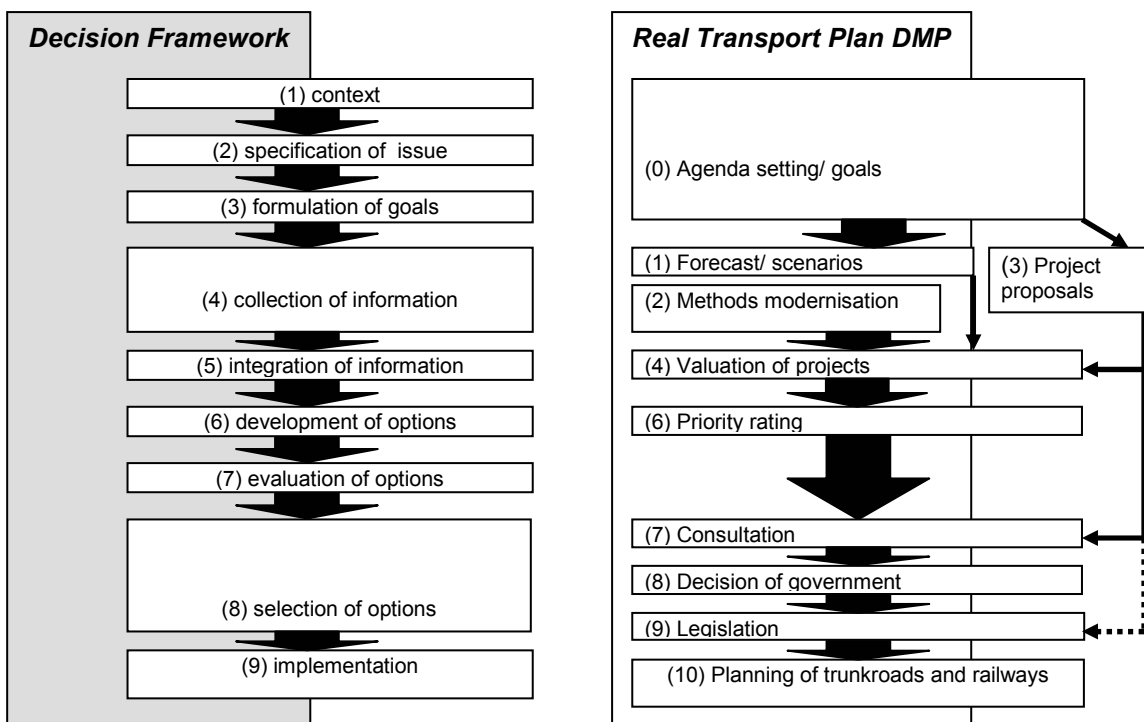 Decision Framework
(1) context
(2) specification of issue
(3) formulation of goals
(4) collection of information
(5) integration of information
(6) development of options
(7) evaluation of options
(8) selection of options
(9) implementation
Real Transport Plan DMP
(0) Agenda setting/ goals
(1) Forecast/ scenarios
(2) Methods modernisation
(3) Project
proposals
(4) Valuation of projects
(6) Priority rating
(7) Consultation
(8) Decision of government
(9) Legislation
(10) Planning of trunkroads and railways